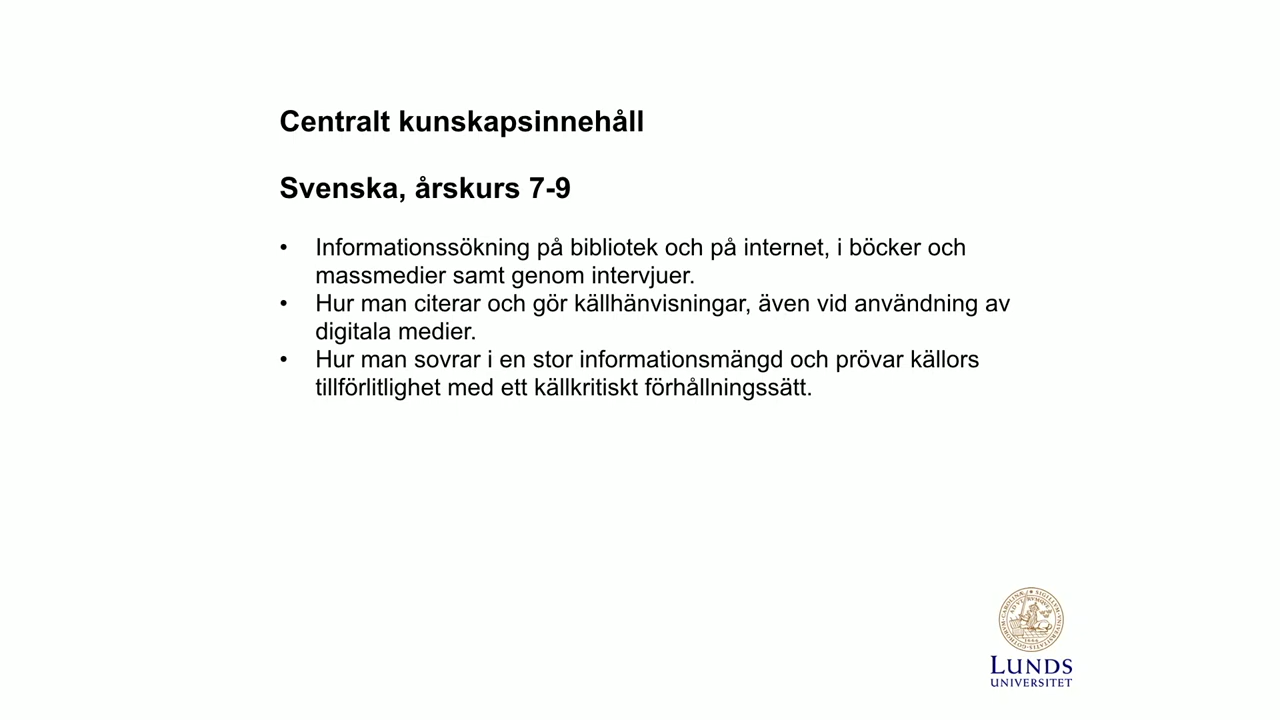 Centralt kunskapsinnehåll
Svenska, årskurs 7-9
• Informationssökning på bibliotek och på internet, i böcker och
massmedier samt genom intervjuer.
• Hur man citerar och gör källhänvisningar, även vid användning av
digitala medier.
• Hur man sovrar i en stor informationsmängd och prövar källors
tillförlitlighet med ett källkritiskt förhållningssätt.
LUNDS
UNIVERSITET